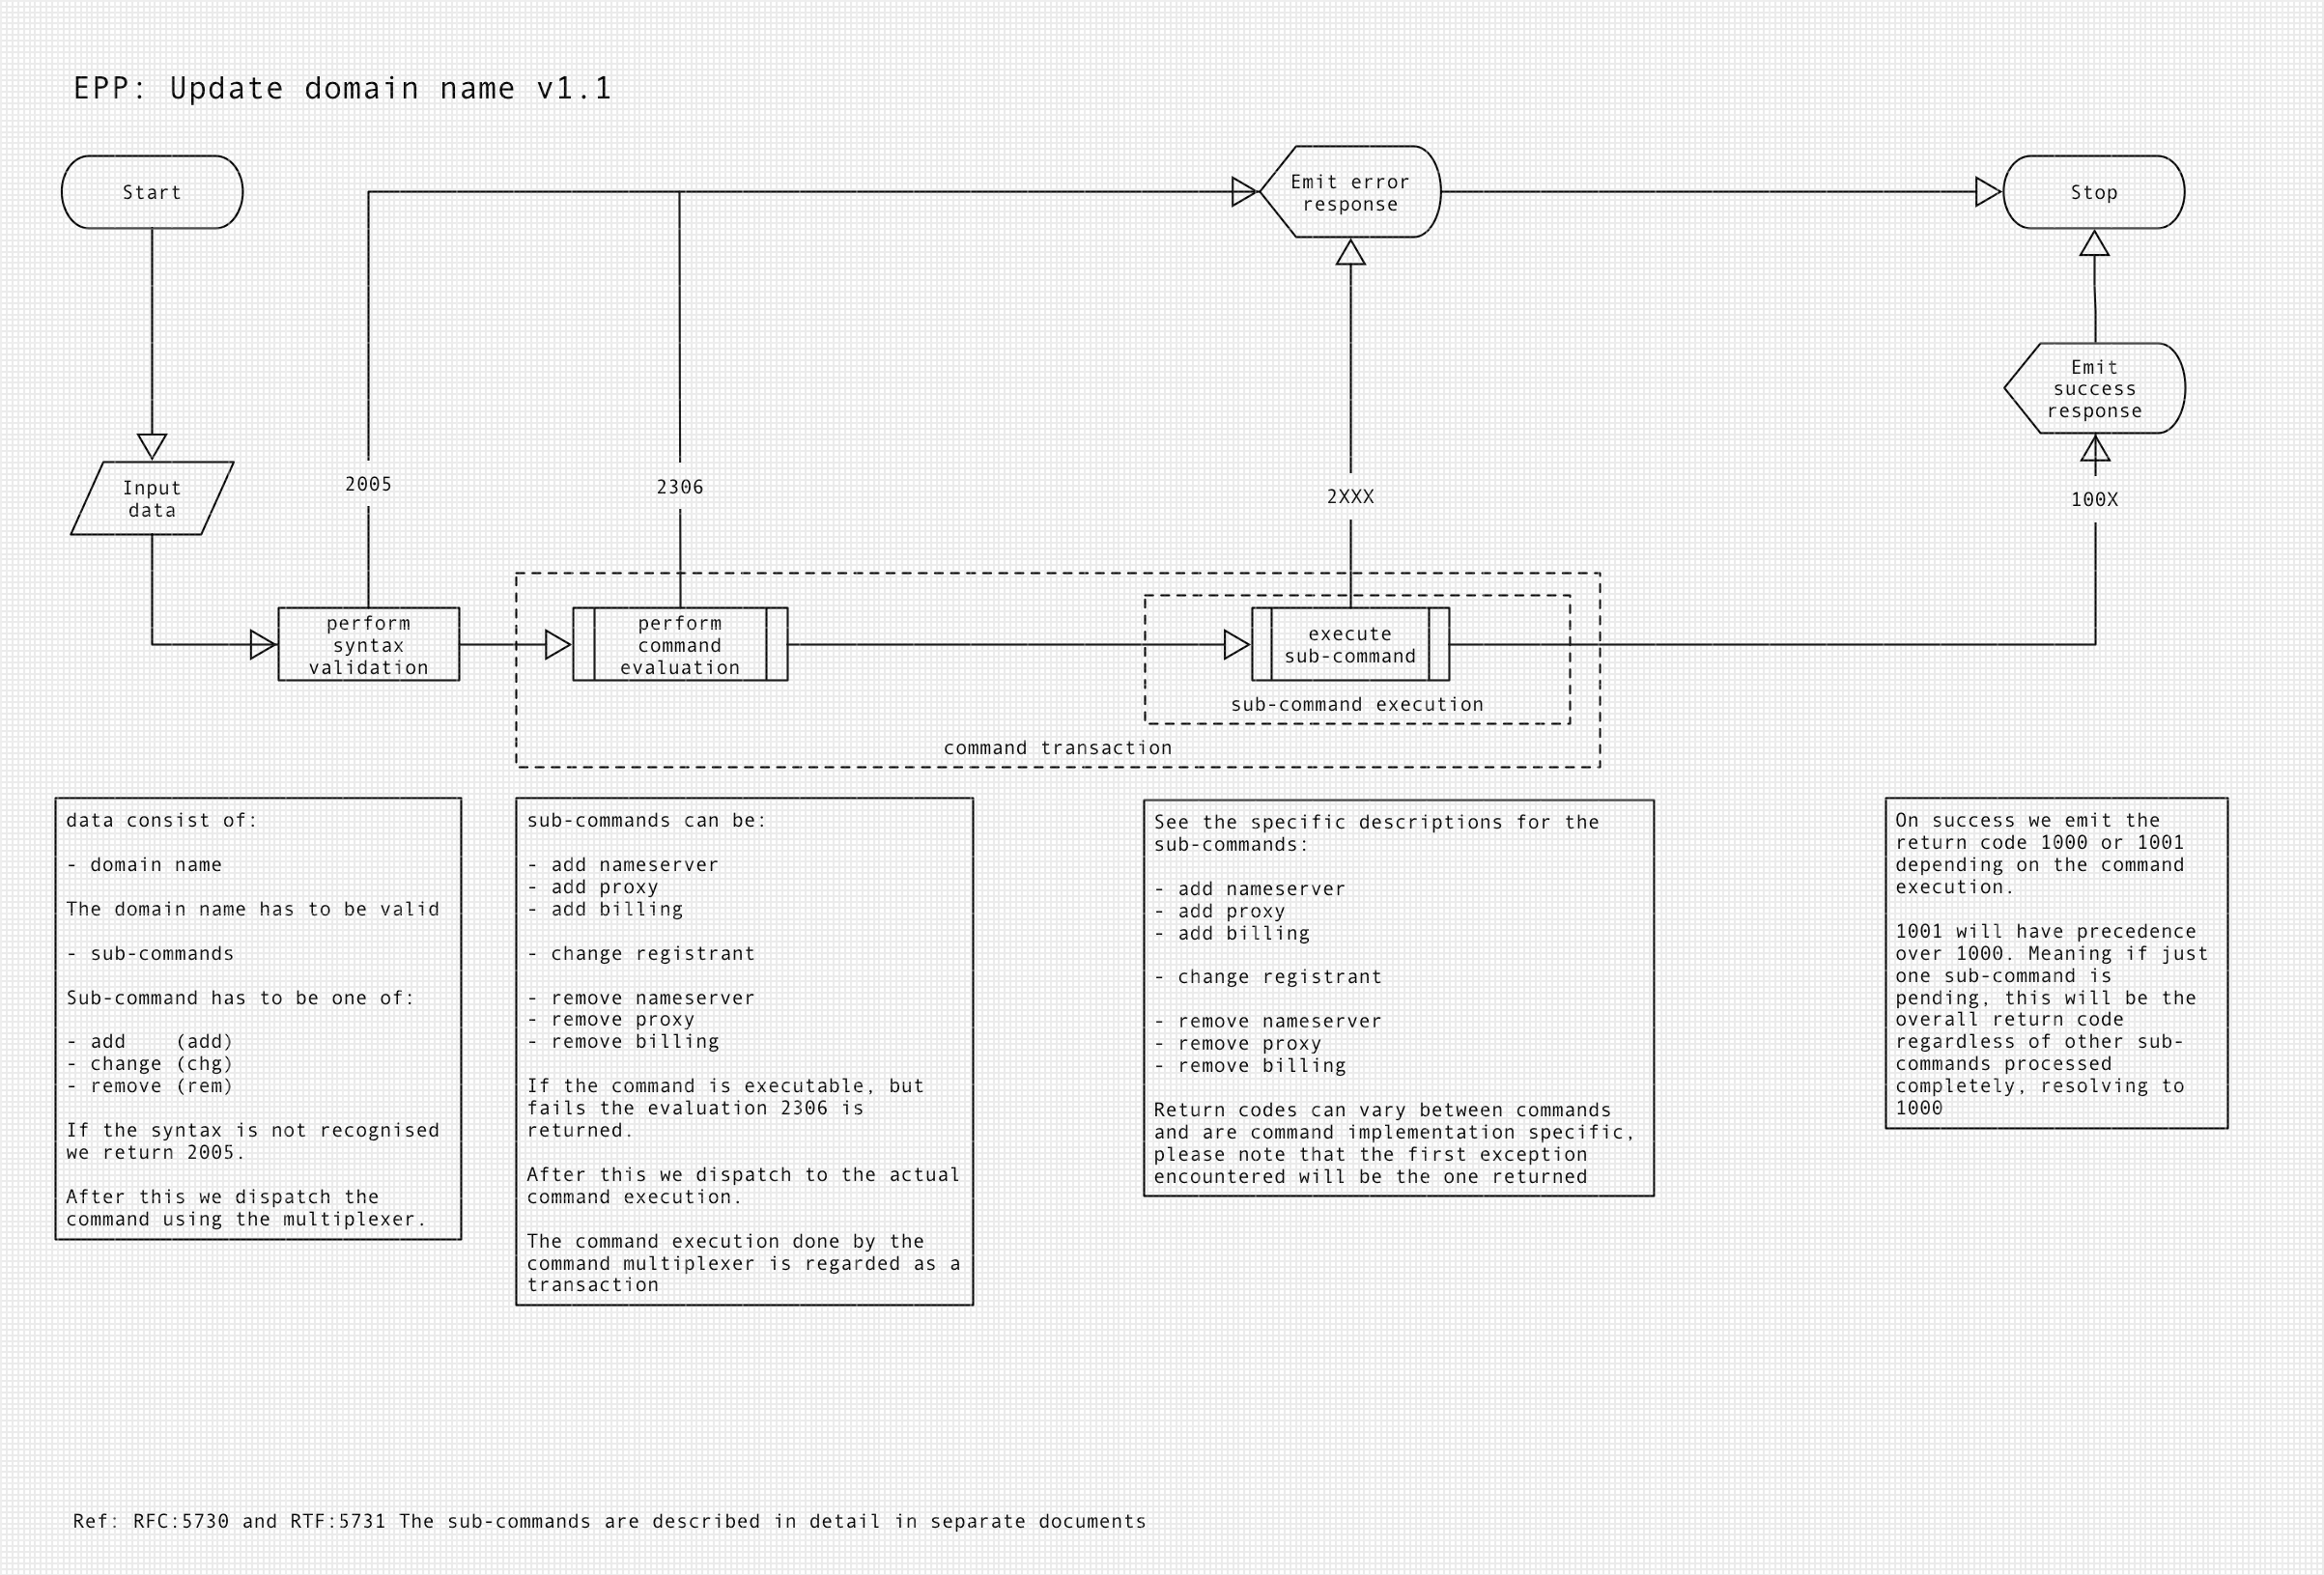 EPP: Update domain name v1.1
Start
Emit error
response
Stop
Emit
success
response
Input
data
2005
2306
2XXX
100X
perform
syntax
validation
perform
command
evaluation
execute
sub-command
sub-command execution
command transaction
data consist of:
- domain name
The domain name has to be valid
- sub-commands
Sub-command has to be one of:
- add    (add)
- change (chg)
- remove (rem)
If the syntax is not recognised
we return 2005.
After this we dispatch the
command using the multiplexer.
sub-commands can be:
- add nameserver
- add proxy
- add billing
- change registrant
- remove nameserver
- remove proxy
- remove billing
If the command is executable, but
fails the evaluation 2306 is
returned.
After this we dispatch to the actual
command execution.
The command execution done by the
command multiplexer is regarded as a
transaction
See the specific descriptions for the
sub-commands:
- add nameserver
- add proxy
- add billing
- change registrant
- remove nameserver
- remove proxy
- remove billing
Return codes can vary between commands
and are command implementation specific,
please note that the first exception
encountered will be the one returned
On success we emit the
return code 1000 or 1001
depending on the command
execution.
1001 will have precedence
over 1000. Meaning if just
one sub-command is
pending, this will be the
overall return code
regardless of other sub-
commands processed
completely, resolving to
1000
Ref: RFC:5730 and RTF:5731 The sub-commands are described in detail in separate documents